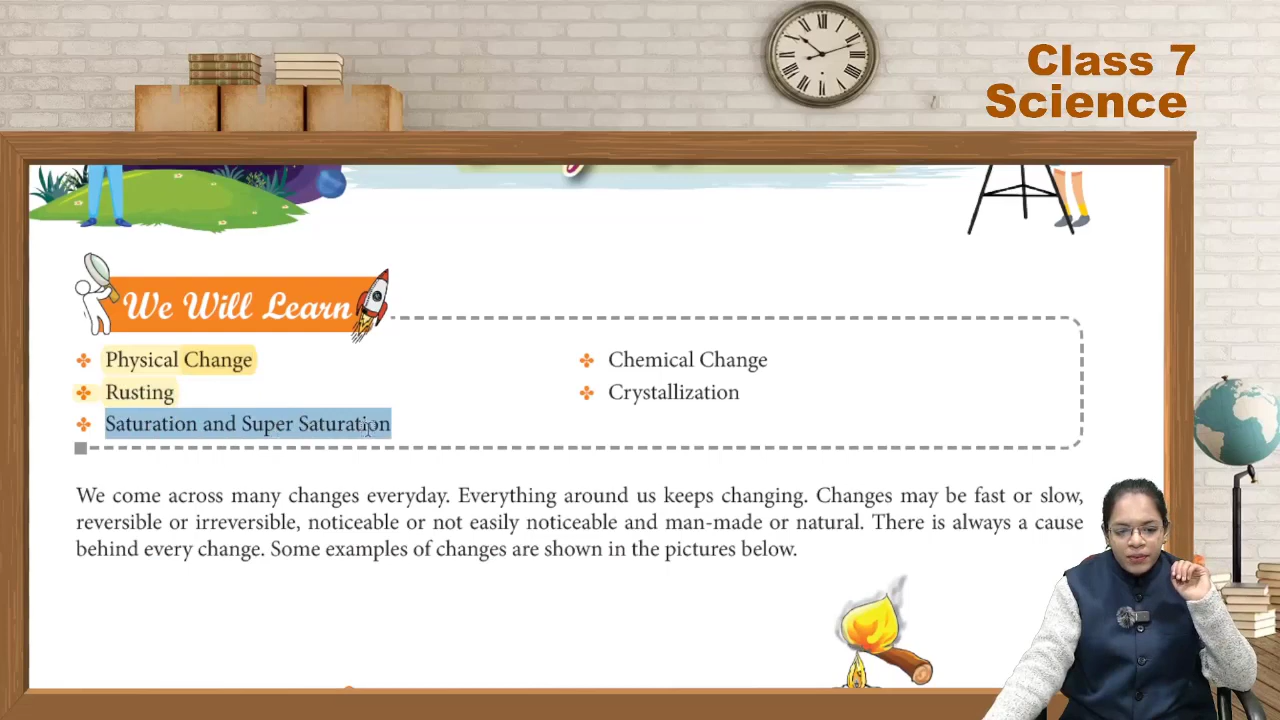 Class 7
Science
We Will Learn
Physical Change
Chemical Change
Rusting
Crystallization
Saturation and Super Saturation
We come across many changes everyday. Everything around us keeps changing. Changes may be fast or slow,
reversible or irreversible, noticeable or not easily noticeable and man-made or natural. There is always a cause
behind every change. Some examples of changes are shown in the pictures below.